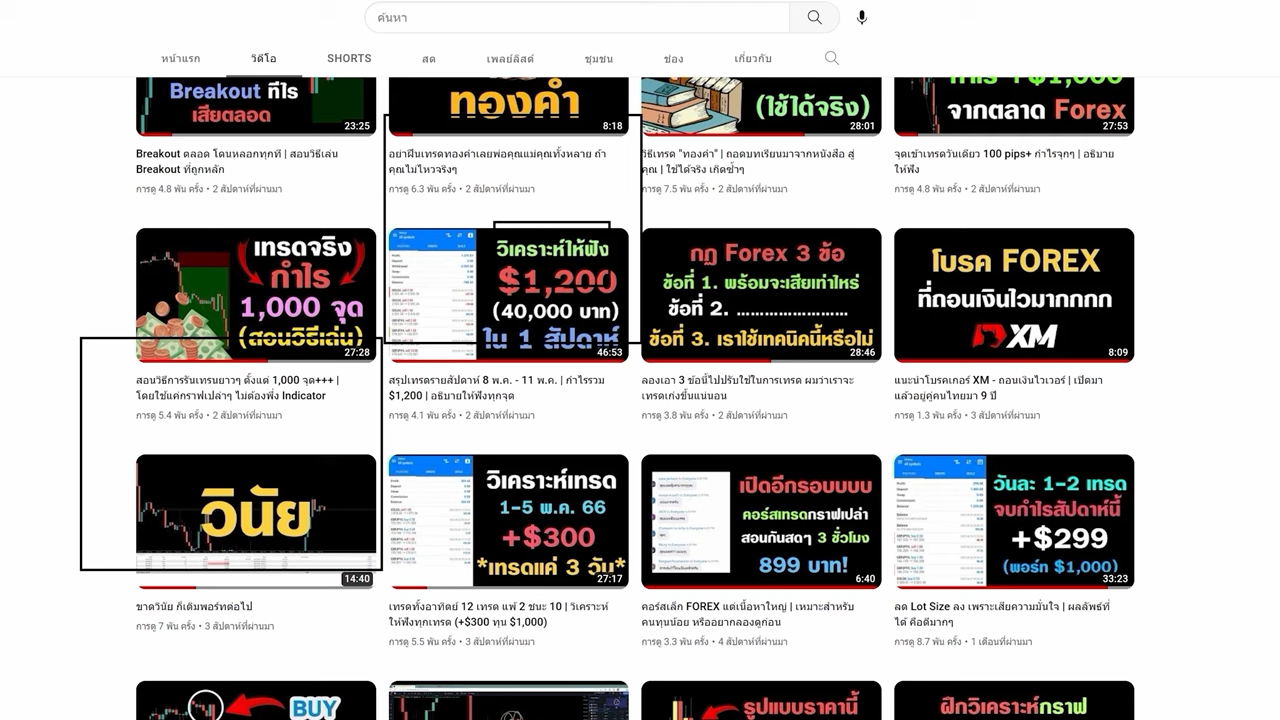 ค้นหา
หน้าแรก
วิดีโอ
SHORTS
สด
เพลย์ลิสต์
ชุมชน
ช่อง
เกี่ยวกับ
Breakout ทีไร
เสียตลอด
23:25
ทองคำ
8:18
(ใช้ได้จริง)
28:01
กำไร +$1,000
จากตลาด Forex
27:53
Breakout ตลอด โดนหลอกทุกที | สอนวิธีเล่น
Breakout ที่ถูกหลัก
การดู 4.8 พัน ครั้ง • 2 สัปดาห์ที่ผ่านมา
อย่าฝืนเทรดทองคำเลยพ่อคุณแม่คุณทั้งหลาย ถ้า
คุณไม่ไหวจริงๆ
การดู 6.3 พัน ครั้ง • 2 สัปดาห์ที่ผ่านมา
วิธีเทรด "ทองคำ" | ถอดบทเรียนมาจากหนังสือ สู่
คุณ | ใช้ได้จริง เกิดซ้ำๆ
การดู 7.5 พัน ครั้ง • 2 สัปดาห์ที่ผ่านมา
จุดเข้าเทรดวันเดียว 100 pips+ กำไรจุกๆ | อธิบาย
ให้ฟัง
การดู 4.8 พัน ครั้ง • 2 สัปดาห์ที่ผ่านมา
เทรดจริง
กำไร
1,000 จุด
(สอนวิธีเล่น)
27:28
วิเคราะห์ให้ฟัง
$1,200
(40,000 บาท)
ใน 1 สัปดาห์
46:53
กฎ Forex 3 ข้อ
ข้อที่ 1. พร้อมจะเสียเท่าไหร่
ข้อที่ 2. ........................
ข้อที่ 3. เราใช้เทคนิคนี้หรือไม่
28:46
โบรค FOREX
ที่ถอนเงินไวมากกกก
XM
8:09
สอนวิธีการรันเทรนยาวๆ ตั้งแต่ 1,000 จุด+++ |
โดยใช้แค่กราฟเปล่าๆ ไม่ต้องพึ่ง Indicator
การดู 5.4 พัน ครั้ง • 2 สัปดาห์ที่ผ่านมา
สรุปเทรดรายสัปดาห์ 8 พ.ค. - 11 พ.ค. | กำไรรวม
$1,200 | อธิบายให้ฟังทุกจุด
การดู 4.1 พัน ครั้ง • 2 สัปดาห์ที่ผ่านมา
ลองเอา 3 ข้อนี้ไปปรับใช้ในการเทรด ผมว่าเราจะ
เทรดเก่งขึ้นแน่นอน
การดู 3.8 พัน ครั้ง • 2 สัปดาห์ที่ผ่านมา
แนะนำโบรคเกอร์ XM - ถอนเงินไวเวอร์ | เปิดมา
แล้วอยู่คู่คนไทยมา 9 ปี
การดู 1.3 พัน ครั้ง • 3 สัปดาห์ที่ผ่านมา
วินัย
14:40
วิเคราะห์เทรด
1-5 พ.ค. 66
+$300
*เทรดแค่ 3 วัน*
27:17
เปิดอีกรอบบบบ
คอร์สเทรดกราฟเปล่า
สอนกันสดๆ 3 ชั่วโมง
899 บาท!
6:40
วันละ 1-2 เทรด
จบกำไรสัปดาห์นี้
+$299
(พอร์ท $1,000)
33:23
ขาดวินัย ก็เติมพอร์ทต่อไป
การดู 7 พัน ครั้ง • 3 สัปดาห์ที่ผ่านมา
เทรดทั้งอาทิตย์ 12 เทรด แพ้ 2 ชนะ 10 | วิเคราะห์
ให้ฟังทุกเทรด (+$300 ทุน $1,000)
การดู 5.5 พัน ครั้ง • 3 สัปดาห์ที่ผ่านมา
คอร์สเล็ก FOREX แต่เนื้อหาใหญ่ | เหมาะสำหรับ
คนทุนน้อย หรืออยากลองดูก่อน
การดู 3.3 พัน ครั้ง • 4 สัปดาห์ที่ผ่านมา
ลด Lot Size ลง เพราะเสียความมั่นใจ | ผลลัพธ์ที่
ได้ คือดีมากๆ
การดู 8.7 พัน ครั้ง • 1 เดือนที่ผ่านมา
BUY
รูปแบบราคานี้
ฝึกวิเคราะห์กราฟ